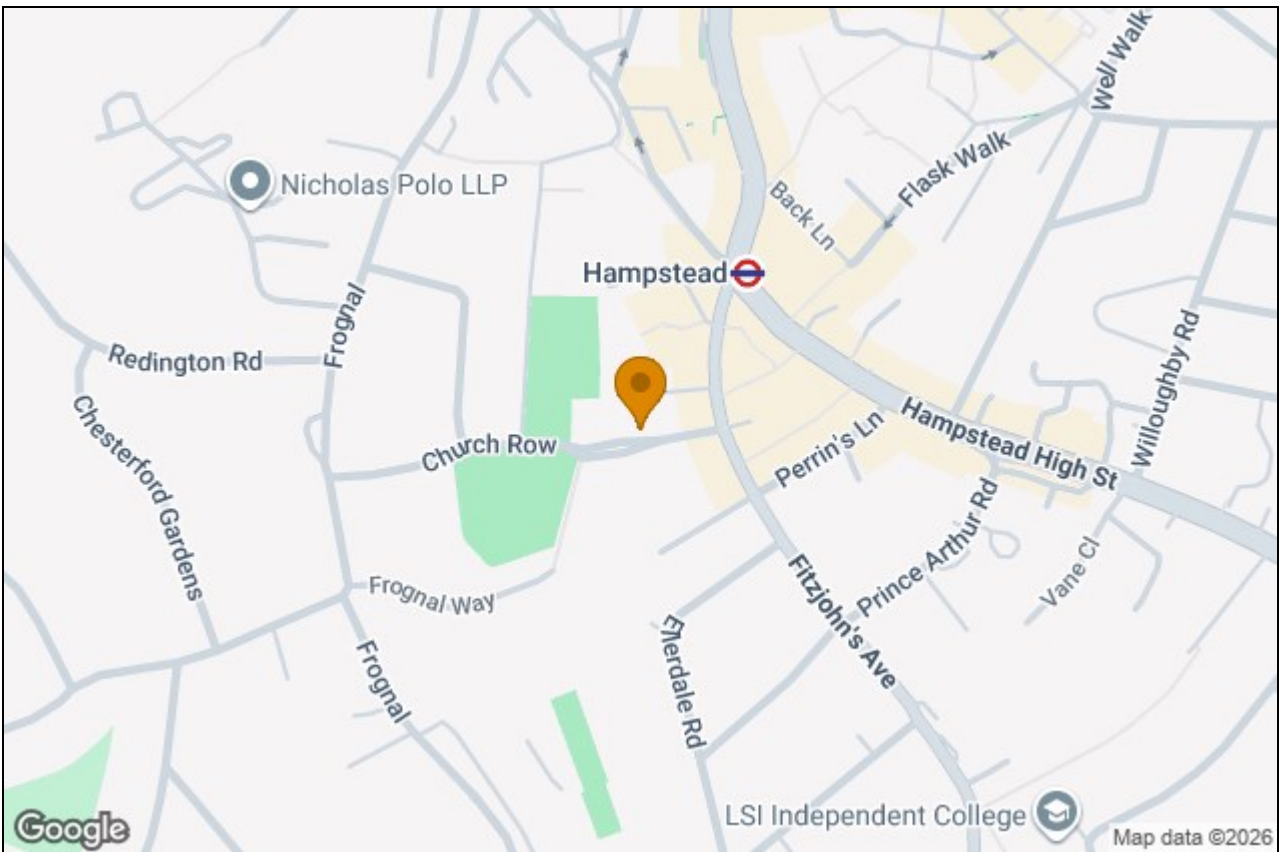 Well Walk
Flask Walk
Nicholas Polo LLP
Back Ln
Hampstead
Frognal
Redington Rd
Willoughby Rd
Chesterford Gardens
Church Row
Hampstead High St
Perrin's Ln
Prince Arthur Rd
Vane Cl
Frognal Way
Fitzjohn's Ave
Ellerdale Rd
Frognal
LSI Independent College
Google
Map data ©2026